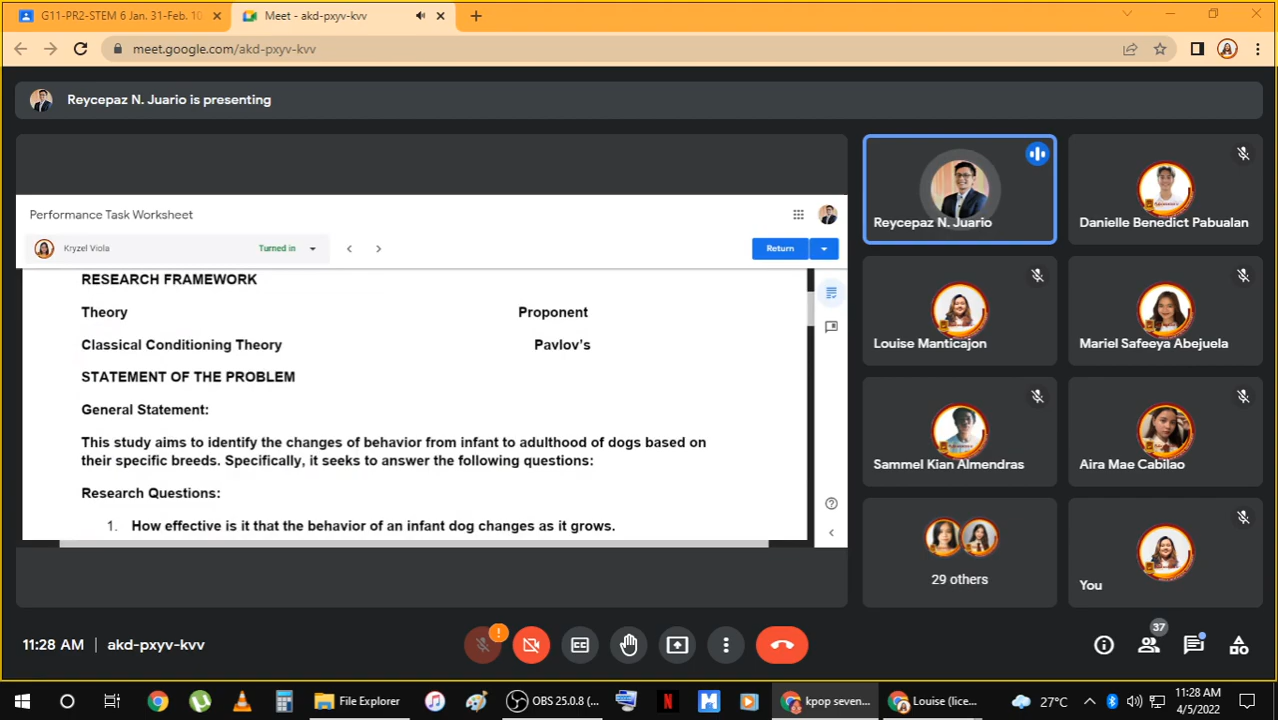 G11-PR2-STEM 6 Jan. 31-Feb. 10
Meet - akd-pxyv-kvv
meet.google.com/akd-pxyv-kvv
Reycepaz N. Juario is presenting
Performance Task Worksheet
Kryzel Viola
Turned in
Return
RESEARCH FRAMEWORK
Theory Proponent
Classical Conditioning Theory Pavlov's
STATEMENT OF THE PROBLEM
General Statement:
This study aims to identify the changes of behavior from infant to adulthood of dogs based on
their specific breeds. Specifically, it seeks to answer the following questions:
Research Questions:
1. How effective is it that the behavior of an infant dog changes as it grows.
Reycepaz N. Juario
Danielle Benedict Pabualan
Louise Manticajon
Mariel Safeeya Abejuela
Sammel Kian Almendras
Aira Mae Cabilao
29 others
You
11:28 AM | akd-pxyv-kvv
37
File Explorer
OBS 25.0.8 (...
kpop seven...
Louise (lice...
27°C
11:28 AM
4/5/2022